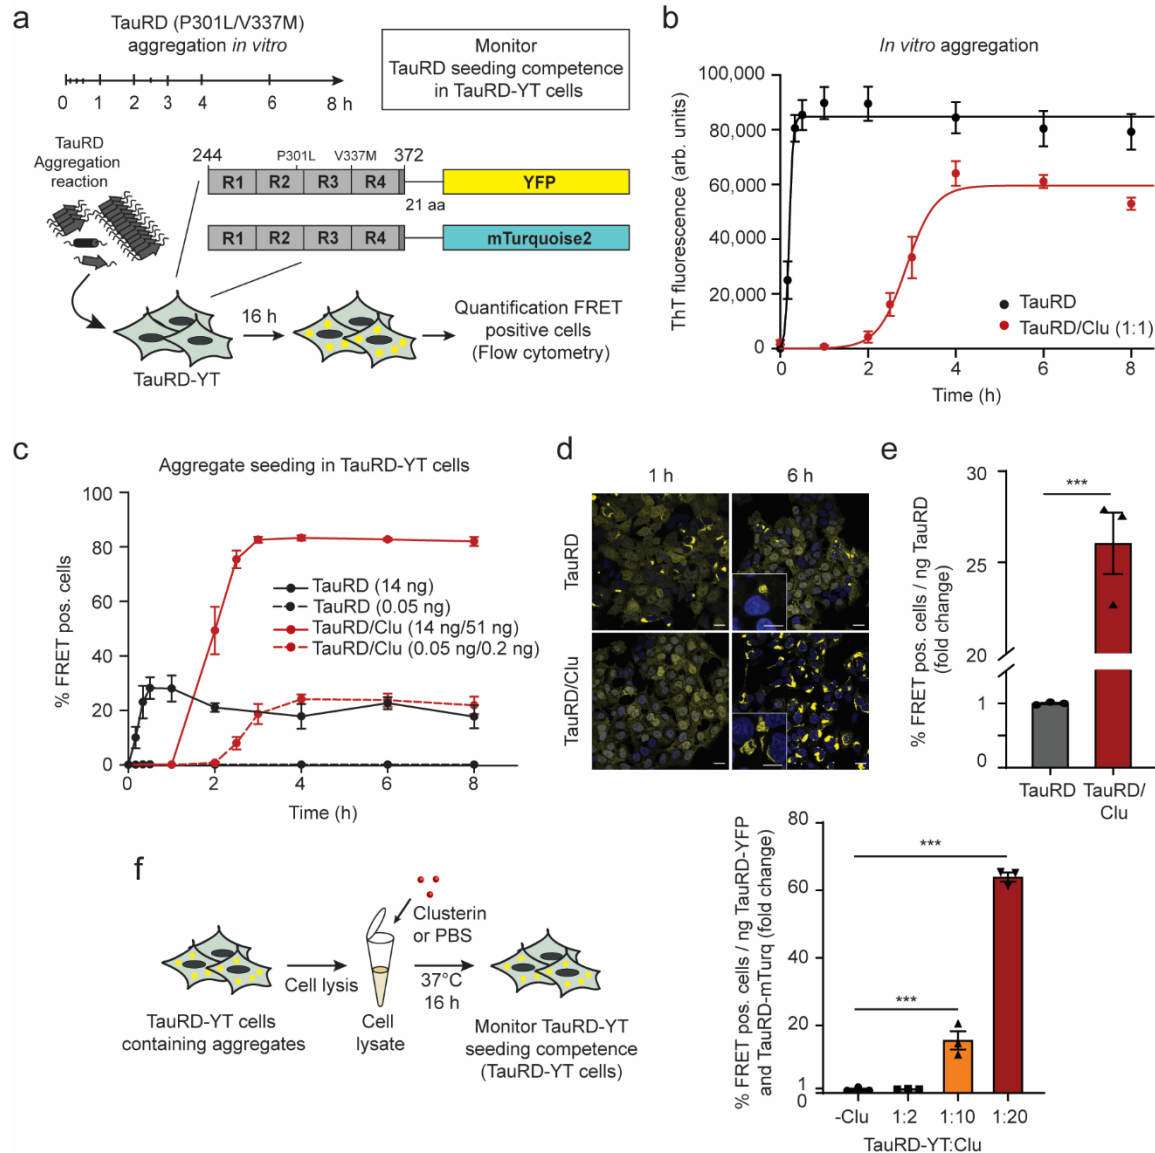 a
TauRD (P301L/V337M)
aggregation in vitro
0 1 2 3 4 6 8 h
Monitor
TauRD seeding competence
in TauRD-YT cells
TauRD
Aggregation
reaction
244
P301L
V337M
372
R1 R2 R3 R4
YFP
21 aa
R1 R2 R3 R4
mTurquoise2
16 h
TauRD-YT
Quantification FRET
positive cells
(Flow cytometry)
b
In vitro aggregation
ThT fluorescence (arb. units)
100,000
80,000
60,000
40,000
20,000
0
TauRD
TauRD/Clu (1:1)
0 2 4 6 8
Time (h)
c
Aggregate seeding in TauRD-YT cells
% FRET pos. cells
100
80
60
40
20
0
TauRD (14 ng)
TauRD (0.05 ng)
TauRD/Clu (14 ng/51 ng)
TauRD/Clu (0.05 ng/0.2 ng)
0 2 4 6 8
Time (h)
d
1 h 6 h
TauRD
TauRD/Clu
e
% FRET pos. cells / ng TauRD
(fold change)
30
25
20
1
0
***
TauRD
TauRD/
Clu
f
TauRD-YT cells
containing aggregates
Cell lysis
Clusterin
or PBS
Cell
lysate
37°C
16 h
Monitor TauRD-YT
seeding competence
(TauRD-YT cells)
% FRET pos. cells / ng TauRD-YFP
and TauRD-mTurq (fold change)
80
60
40
20
1
0
***
***
-Clu 1:2 1:10 1:20
TauRD-YT:Clu